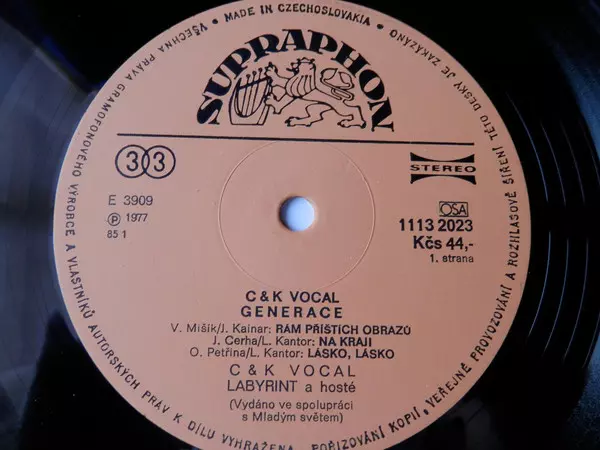 • MADE IN CZECHOSLOVAKIA • VŠECHNA PRÁVA GRAMOFONOVÉHO VÝROBCE A VLASTNÍKŮ AUTORSKÝCH PRÁV K DÍLU VYHRAŽENA. POŘIZOVÁNÍ KOPIÍ, VEŘEJNÉ PROVOZOVÁNÍ A ROZHLASOVÉ ŠÍŘENÍ TÉTO DESKY JE ZAKÁZÁNO
SUPRAPHON
33
STEREO
E 3909
℗ 1977
85 1
OSA
1113 2023
Kčs 44,-
1. strana
C & K VOCAL
GENERACE
V. Mišík/J. Kainar: RÁM PŘÍŠTÍCH OBRAZŮ
J. Cerha/L. Kantor: NA KRAJI
O. Petřina/L. Kantor: LÁSKO, LÁSKO
C & K VOCAL
LABYRINT a hosté
(Vydáno ve spolupráci
s Mladým světem)